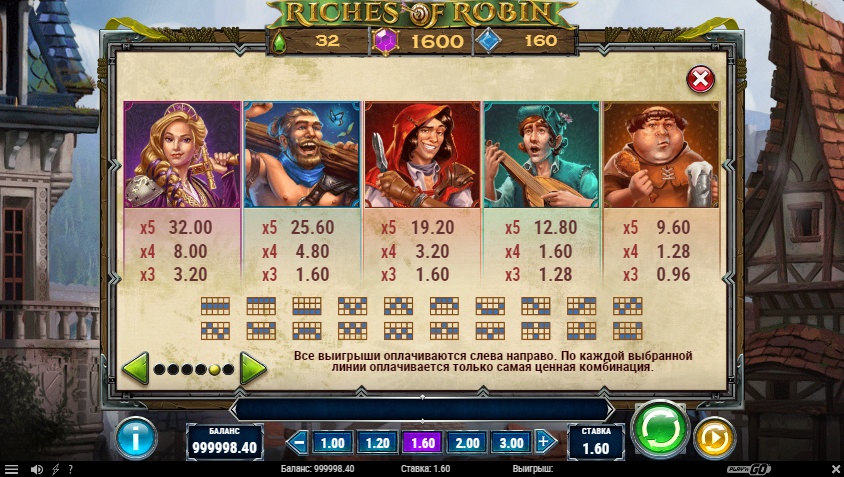 RICHES OF ROBIN
32 1600 160
x5 32.00 x5 25.60 x5 19.20 x5 12.80 x5 9.60
x4 8.00 x4 4.80 x4 3.20 x4 1.60 x4 1.28
x3 3.20 x3 1.60 x3 1.60 x3 1.28 x3 0.96
Все выигрыши оплачиваются слева направо. По каждой выбранной
линии оплачивается только самая ценная комбинация.
БАЛАНС
999998.40
1.00 1.20 1.60 2.00 3.00
СТАВКА
1.60
Баланс: 999998.40 Ставка: 1.60 Выигрыш: PLAY'N GO